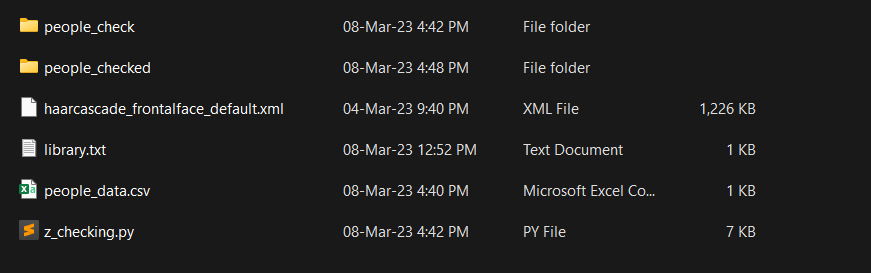 people_check 08-Mar-23 4:42 PM File folder
people_checked 08-Mar-23 4:48 PM File folder
haarcascade_frontalface_default.xml 04-Mar-23 9:40 PM XML File 1,226 KB
library.txt 08-Mar-23 12:52 PM Text Document 1 KB
people_data.csv 08-Mar-23 4:40 PM Microsoft Excel Co... 1 KB
z_checking.py 08-Mar-23 4:42 PM PY File 7 KB